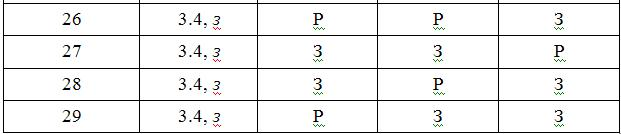 26 3.4, з Р Р З
27 3.4, з З З Р
28 3.4, з З Р З
29 3.4, з Р З З